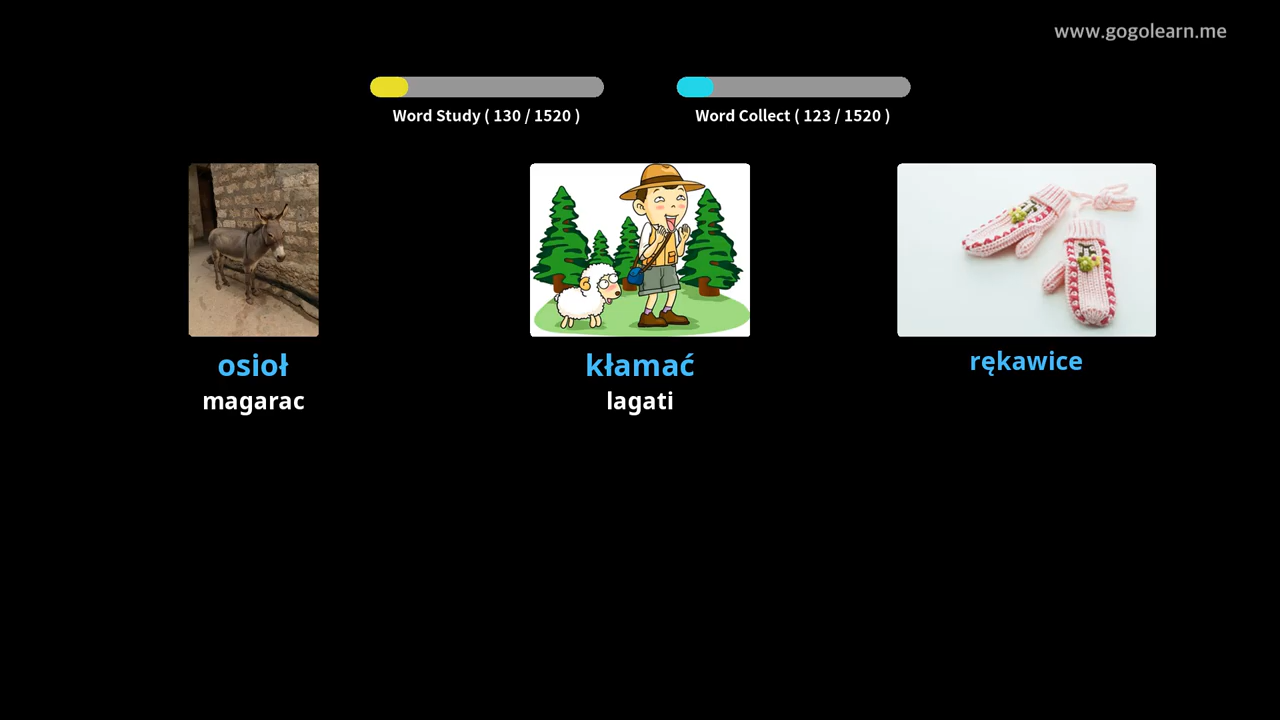 www.gogolearn.me
Word Study ( 130 / 1520 )
Word Collect ( 123 / 1520 )
osioł
magarac
kłamać
lagati
rękawice